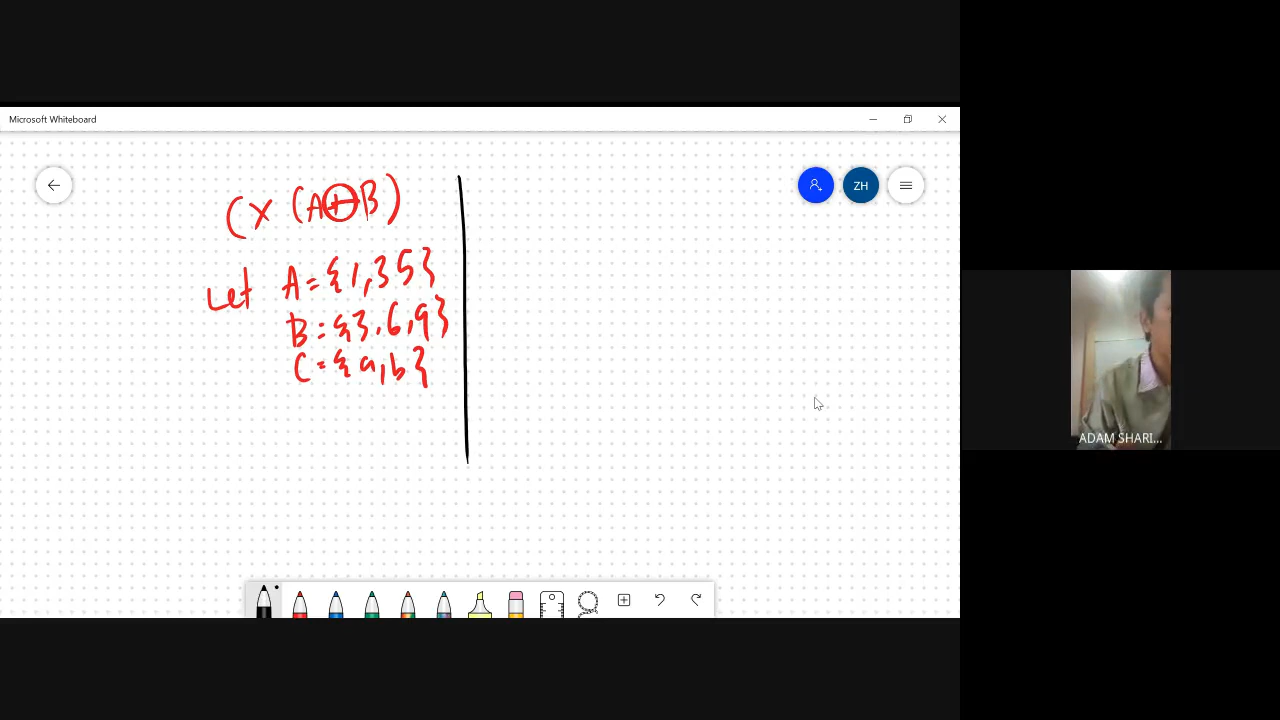 Microsoft Whiteboard
ZH
C × (A ⊕ B)
Let A = {1, 3 5}
B = {3, 6, 9}
C = {a, b}
ADAM SHARI...